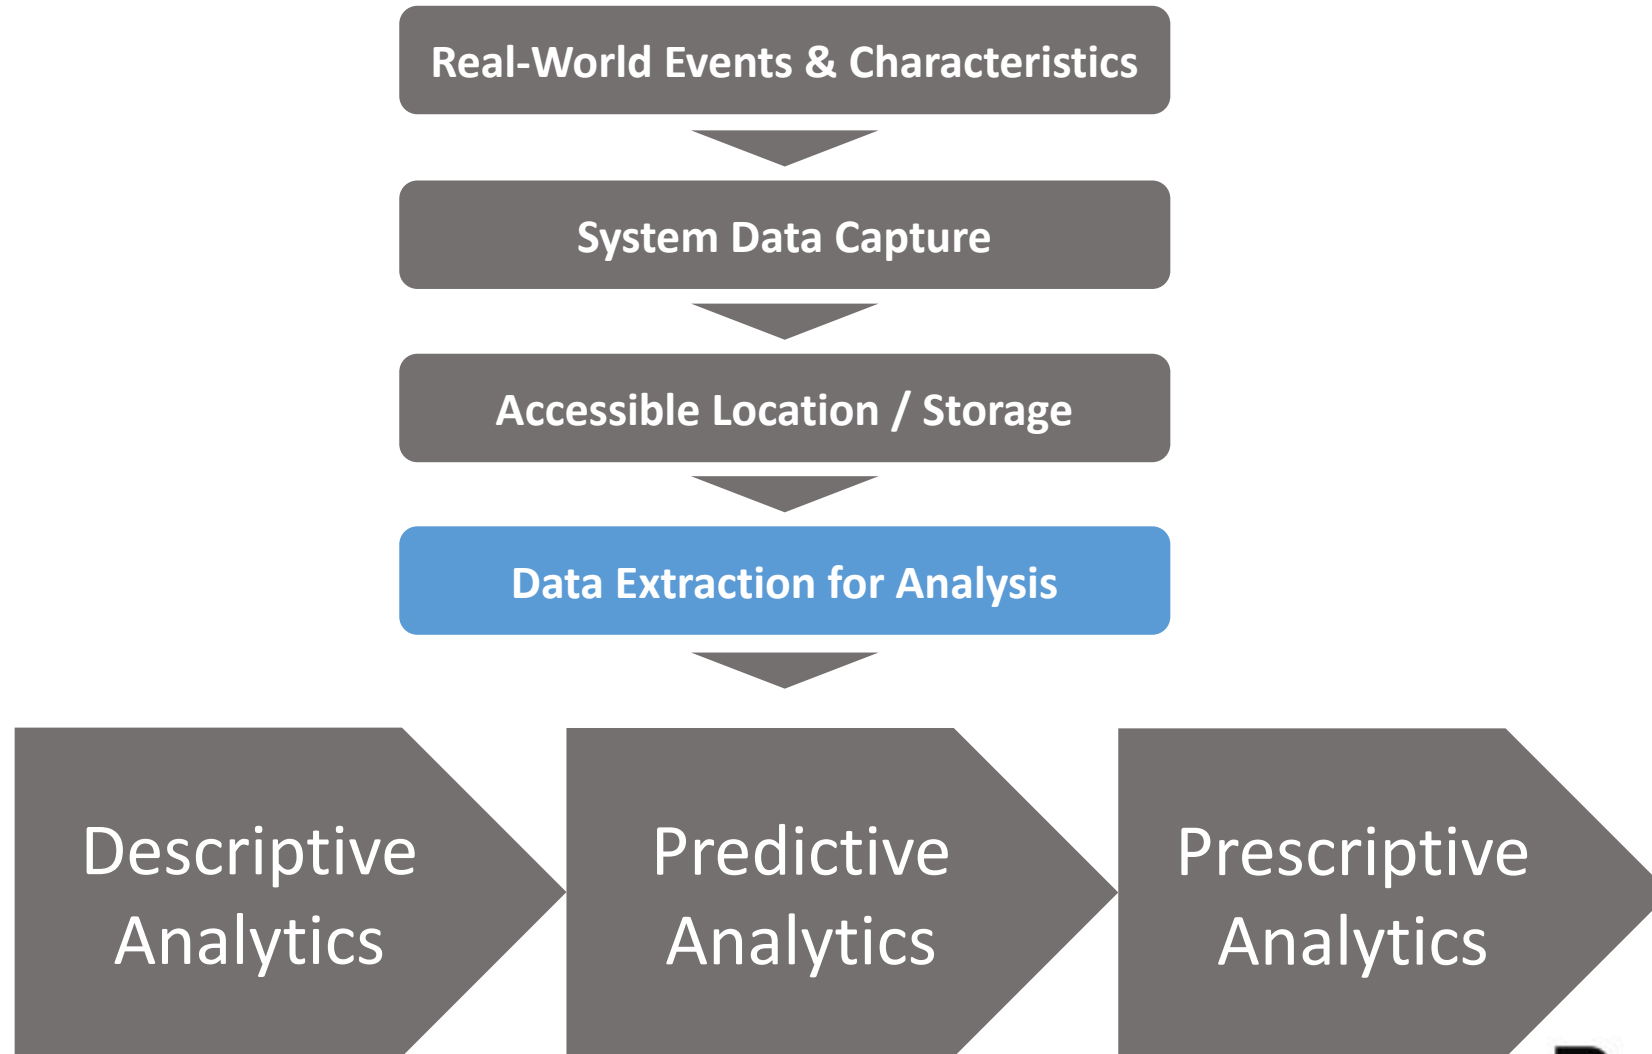 Real-World Events & Characteristics
System Data Capture
Accessible Location / Storage
Data Extraction for Analysis
Descriptive
Analytics
Predictive
Analytics
Prescriptive
Analytics